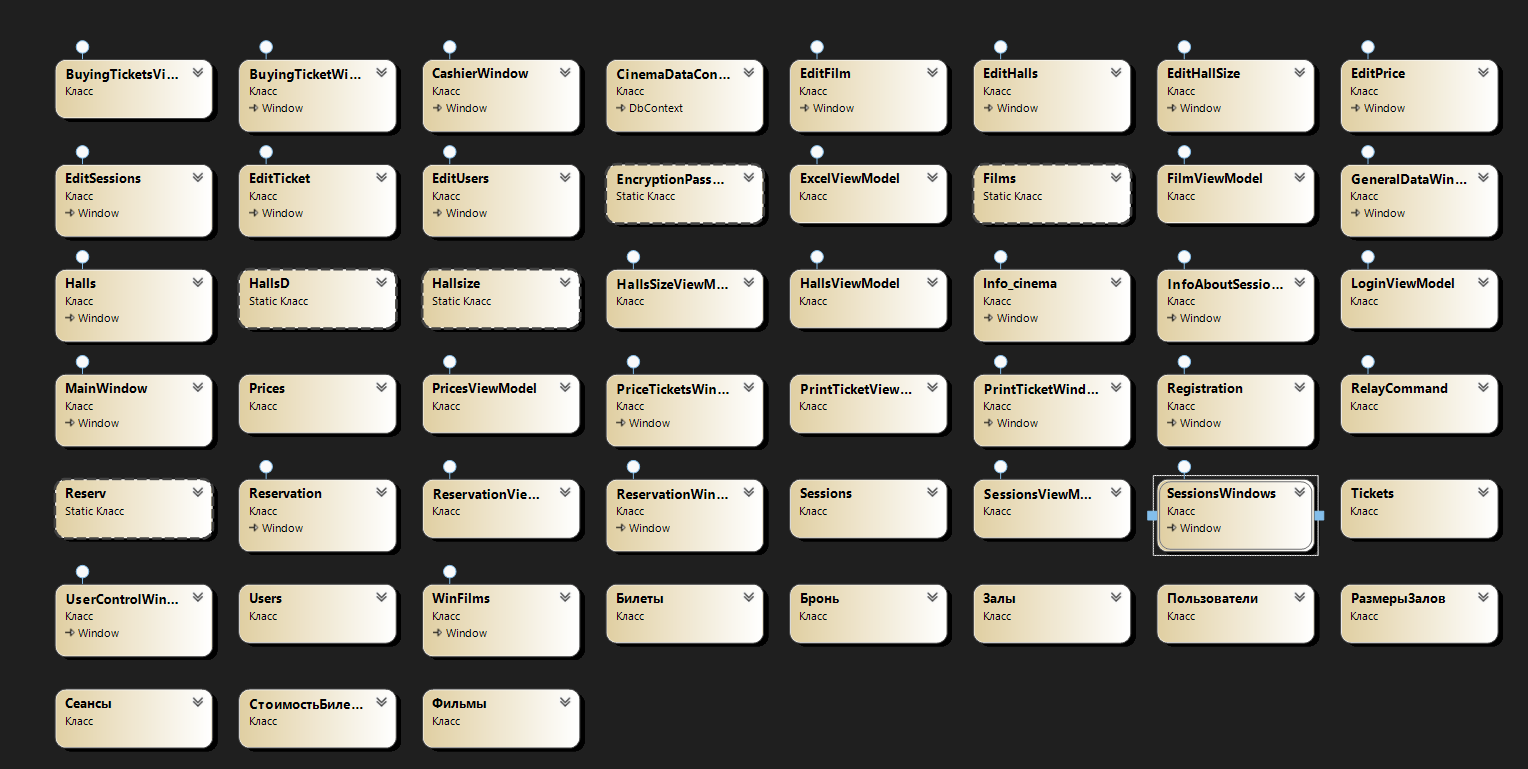 BuyingTicketsVi...
Класс
BuyingTicketWi...
Класс
Window
CashierWindow
Класс
Window
CinemaDataCon...
Класс
DbContext
EditFilm
Класс
Window
EditHalls
Класс
Window
EditHallSize
Класс
Window
EditPrice
Класс
Window
EditSessions
Класс
Window
EditTicket
Класс
Window
EditUsers
Класс
Window
EncryptionPass...
Static Класс
ExcelViewModel
Класс
Films
Static Класс
FilmViewModel
Класс
GeneralDataWin...
Класс
Window
Halls
Класс
Window
HallsD
Static Класс
Hallsize
Static Класс
HallsSizeViewM...
Класс
HallsViewModel
Класс
Info_cinema
Класс
Window
InfoAboutSessio...
Класс
Window
LoginViewModel
Класс
MainWindow
Класс
Window
Prices
Класс
PricesViewModel
Класс
PriceTicketsWin...
Класс
Window
PrintTicketView...
Класс
PrintTicketWind...
Класс
Window
Registration
Класс
Window
RelayCommand
Класс
Reserv
Static Класс
Reservation
Класс
Window
ReservationVie...
Класс
ReservationWin...
Класс
Window
Sessions
Класс
SessionsViewM...
Класс
SessionsWindows
Класс
Window
Tickets
Класс
UserControlWin...
Класс
Window
Users
Класс
WinFilms
Класс
Window
Билеты
Класс
Бронь
Класс
Залы
Класс
Пользователи
Класс
РазмерыЗалов
Класс
Сеансы
Класс
СтоимостьБиле...
Класс
Фильмы
Класс